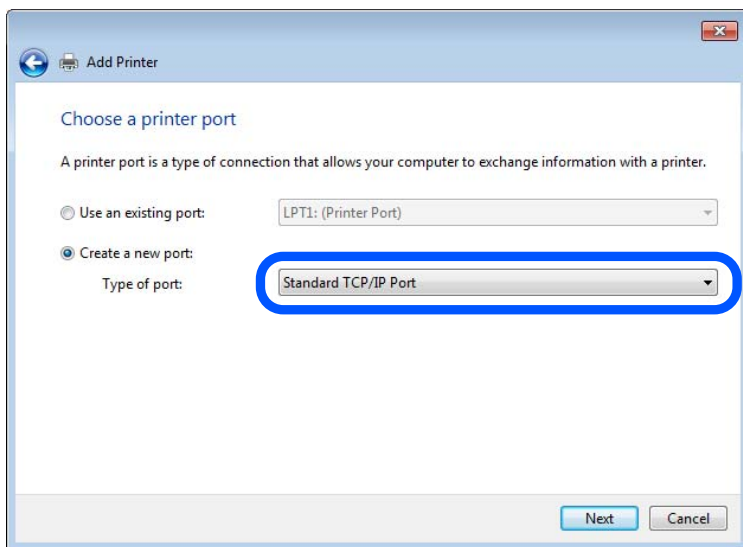 Add Printer
Choose a printer port
A printer port is a type of connection that allows your computer to exchange information with a printer.
Use an existing port: LPT1: (Printer Port)
Create a new port:
Type of port: Standard TCP/IP Port
Next Cancel